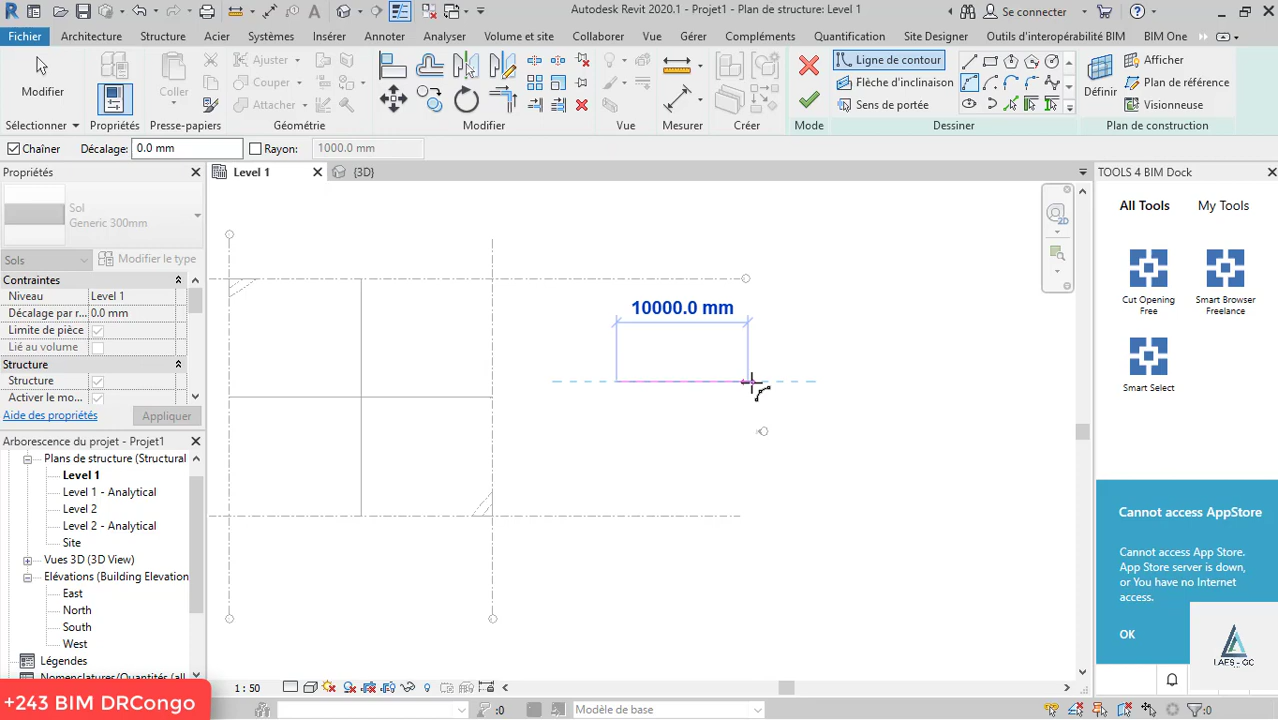 Autodesk Revit 2020.1 - Projet1 - Plan de structure: Level 1
Se connecter
Fichier
Architecture
Structure
Acier
Systèmes
Insérer
Annoter
Analyser
Volume et site
Collaborer
Vue
Gérer
Compléments
Quantification
Site Designer
Outils d'interopérabilité BIM
BIM One
Modifier
Coller
Ajuster
Couper
Attacher
Ligne de contour
Flèche d'inclinaison
Sens de portée
Définir
Afficher
Plan de référence
Visionneuse
Sélectionner
Propriétés
Presse-papiers
Géométrie
Modifier
Vue
Mesurer
Créer
Mode
Dessiner
Plan de construction
Chaîner
Décalage:
0.0 mm
Rayon:
1000.0 mm
Propriétés
Level 1
{3D}
TOOLS 4 BIM Dock
Sol
Generic 300mm
Sols
Modifier le type
Contraintes
Niveau
Level 1
Décalage par r
0.0 mm
Limite de pièce
Lié au volume
Structure
Structure
Activer le mo...
Aide des propriétés
Appliquer
Arborescence du projet - Projet1
Plans de structure (Structural
Level 1
Level 1 - Analytical
Level 2
Level 2 - Analytical
Site
Vues 3D (3D View)
Elévations (Building Elevation
East
North
South
West
Légendes
Nomenclatures/Quantités (all
10000.0 mm
2D
All Tools
My Tools
Cut Opening
Free
Smart Browser
Freelance
Smart Select
Cannot access AppStore
Cannot access App Store.
App Store server is down,
or You have no Internet
access.
OK
LAES-GC
1 : 50
+243 BIM DRCongo
:0
Modèle de base
:0